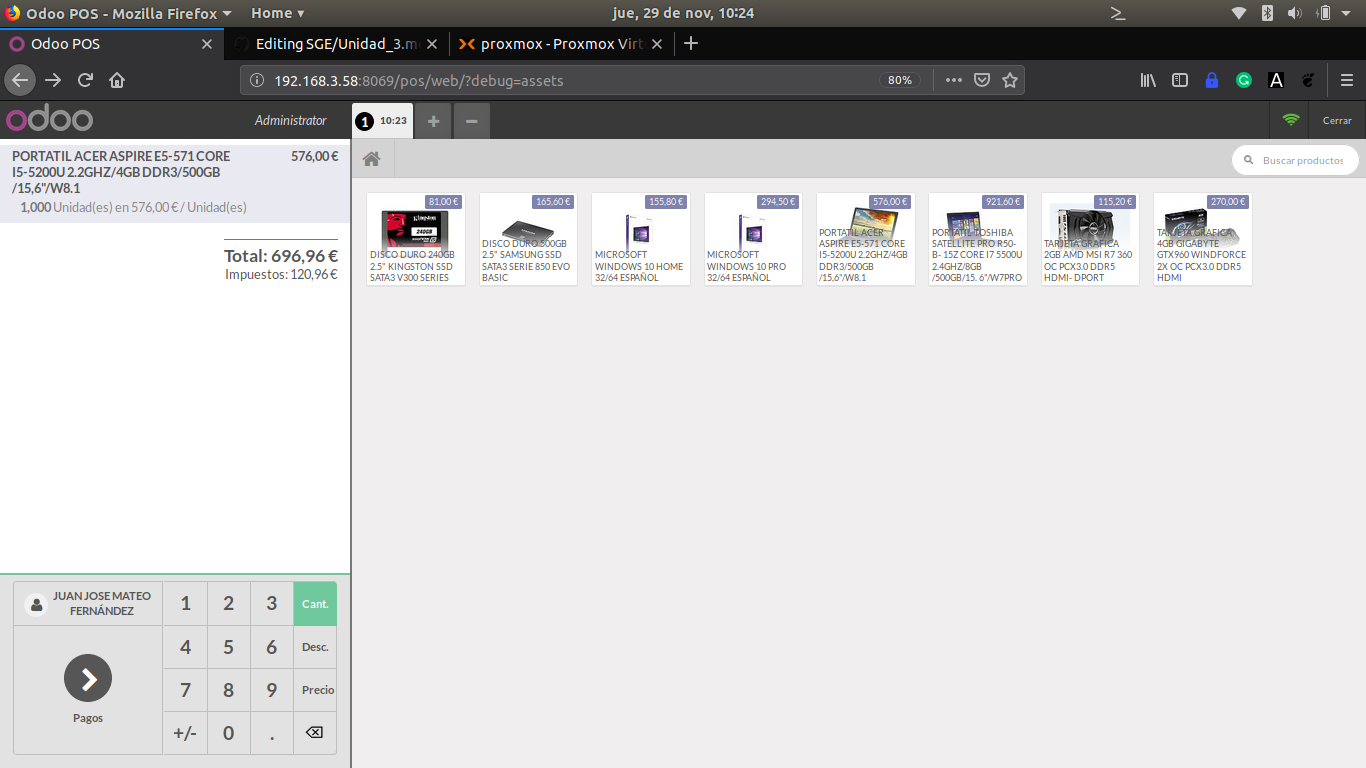 Odoo POS - Mozilla Firefox ▾ Home ▾ jue, 29 de nov, 10:24
Odoo POS × Editing SGE/Unidad_3.m × proxmox - Proxmox Virt × +
192.168.3.58:8069/pos/web/?debug=assets 80% A
odoo Administrator 1 10:23 + − Cerrar
Buscar productos
PORTATIL ACER ASPIRE E5-571 CORE 576,00 €
I5-5200U 2.2GHZ/4GB DDR3/500GB
/15,6"/W8.1
1,000 Unidad(es) en 576,00 € / Unidad(es)
Total: 696,96 €
Impuestos: 120,96 €
81,00 €
Kingston
240GB
DISCO DURO 240GB
2.5" KINGSTON SSD
SATA3 V300 SERIES
165,60 €
DISCO DURO 500GB
2.5" SAMSUNG SSD
SATA3 SERIE 850 EVO
BASIC
155,80 €
MICROSOFT
WINDOWS 10 HOME
32/64 ESPAÑOL
294,50 €
MICROSOFT
WINDOWS 10 PRO
32/64 ESPAÑOL
576,00 €
PORTATIL ACER
ASPIRE E5-571 CORE
I5-5200U 2.2GHZ/4GB
DDR3/500GB
/15,6"/W8.1
921,60 €
PORTATIL TOSHIBA
SATELLITE PRO R50-
B- 15Z CORE I7 5500U
2.4GHZ/8GB
/500GB/15. 6"/W7PRO
115,20 €
TARJETA GRAFICA
2GB AMD MSI R7 360
OC PCX3.0 DDR5
HDMI- DPORT
270,00 €
TARJETA GRAFICA
4GB GIGABYTE
GTX960 WINDFORCE
2X OC PCX3.0 DDR5
HDMI
JUAN JOSE MATEO
FERNÁNDEZ
Pagos
1 2 3 Cant.
4 5 6 Desc.
7 8 9 Precio
+/- 0 .